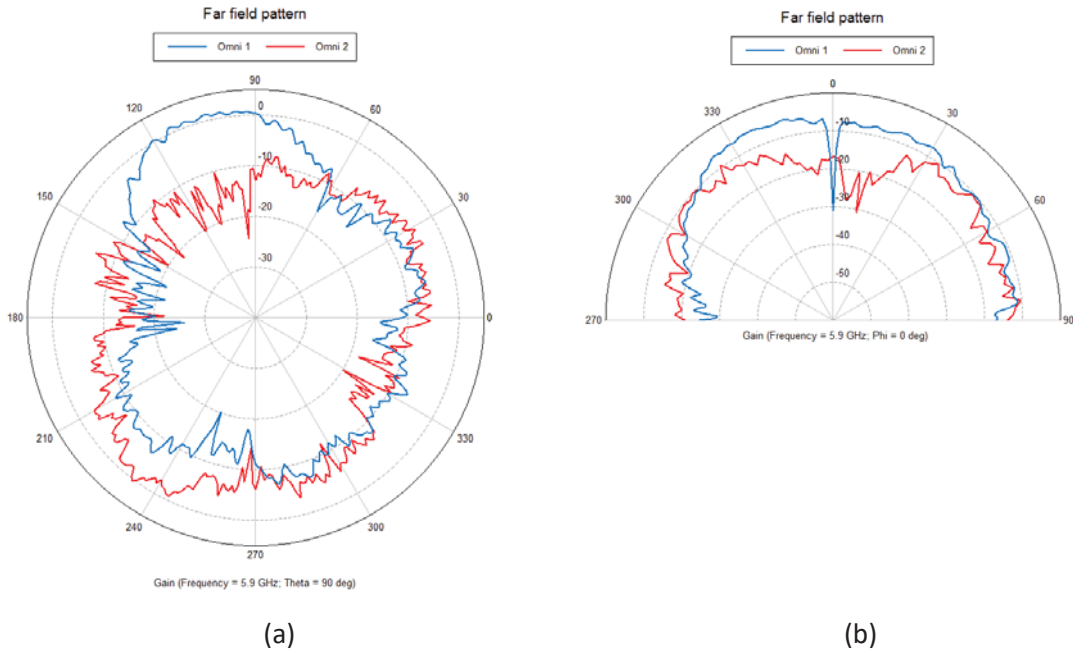 Far field pattern
Omni 1 Omni 2
90
120 60
0
-10
150 30
-20
-30
180 0
210 330
240 300
270
Gain (Frequency = 5.9 GHz; Theta = 90 deg)
(a)
Far field pattern
Omni 1 Omni 2
0
330 30
-10
-20
300 60
-30
-40
-50
270 90
Gain (Frequency = 5.9 GHz; Phi = 0 deg)
(b)